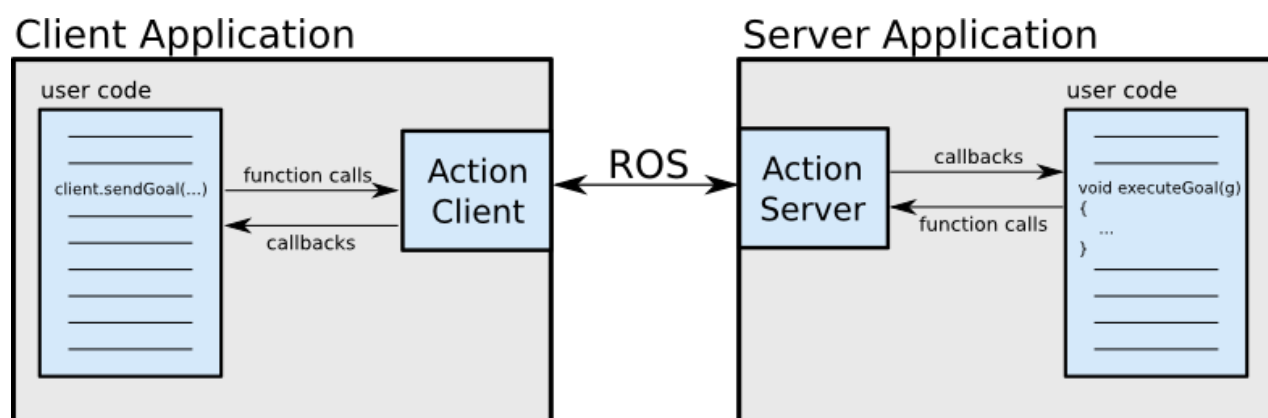 Client Application
user code
client.sendGoal(...)
function calls
callbacks
Action
Client
ROS
Server Application
Action
Server
callbacks
function calls
user code
void executeGoal(g)
{
...
}